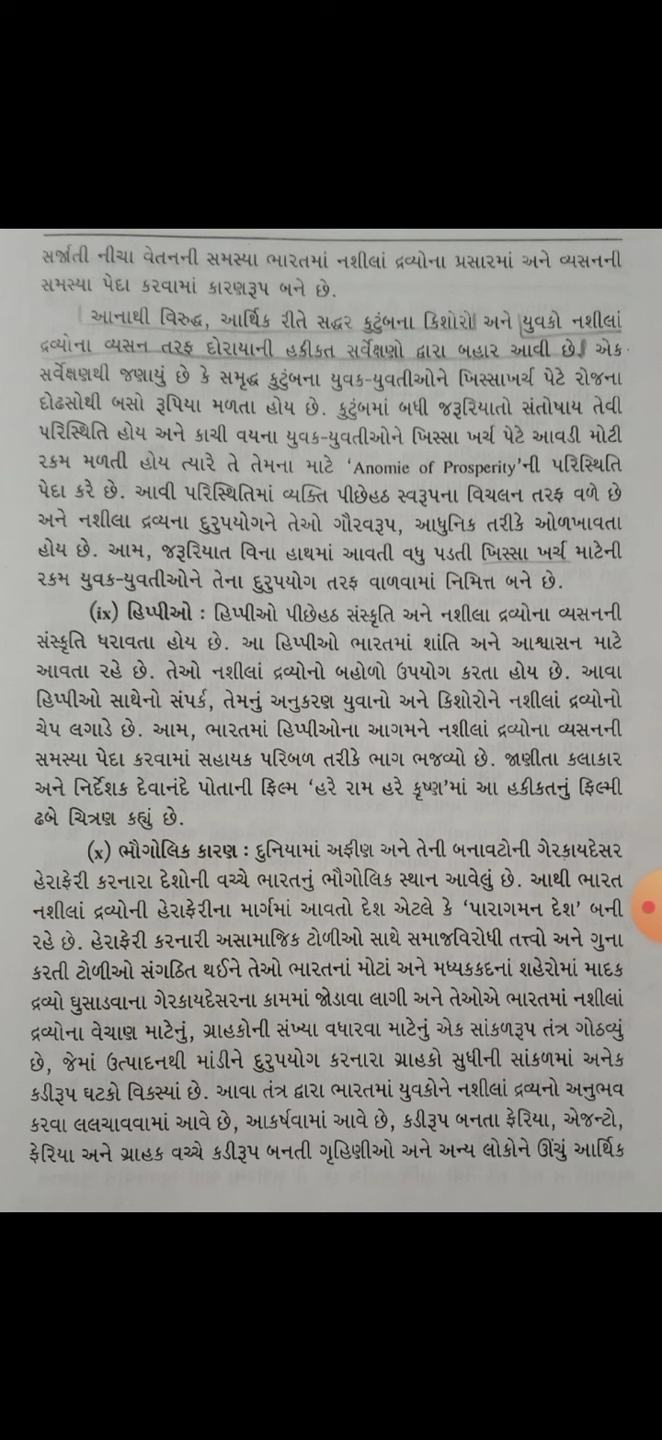 સર્જાતી નીચા વેતનની સમસ્યા ભારતમાં નશીલાં દ્રવ્યોના પ્રસારમાં અને વ્યસનની
સમસ્યા પેદા કરવામાં કારણરૂપ બને છે.
આનાથી વિરુદ્ધ, આર્થિક રીતે સદ્ધર કુટુંબના કિશોરો અને યુવકો નશીલાં
દ્રવ્યોના વ્યસન તરફ દોરાયાની હકીકત સર્વેક્ષણો દ્વારા બહાર આવી છે. એક
સર્વેક્ષણથી જણાયું છે કે સમૃદ્ધ કુટુંબના યુવક-યુવતીઓને ખિસ્સાખર્ચ પેટે રોજના
દોઢસોથી બસો રૂપિયા મળતા હોય છે. કુટુંબમાં બધી જરૂરિયાતો સંતોષાય તેવી
પરિસ્થિતિ હોય અને કાચી વયના યુવક-યુવતીઓને ખિસ્સા ખર્ચ પેટે આવડી મોટી
રકમ મળતી હોય ત્યારે તે તેમના માટે ‘Anomie of Prosperity’ની પરિસ્થિતિ
પેદા કરે છે. આવી પરિસ્થિતિમાં વ્યક્તિ પીછેહઠ સ્વરૂપના વિચલન તરફ વળે છે
અને નશીલા દ્રવ્યના દુરુપયોગને તેઓ ગૌરવરૂપ, આધુનિક તરીકે ઓળખાવતા
હોય છે. આમ, જરૂરિયાત વિના હાથમાં આવતી વધુ પડતી ખિસ્સા ખર્ચ માટેની
રકમ યુવક-યુવતીઓને તેના દુરુપયોગ તરફ વાળવામાં નિમિત્ત બને છે.
(ix) હિપ્પીઓ : હિપ્પીઓ પીછેહઠ સંસ્કૃતિ અને નશીલા દ્રવ્યોના વ્યસનની
સંસ્કૃતિ ધરાવતા હોય છે. આ હિપ્પીઓ ભારતમાં શાંતિ અને આશ્વાસન માટે
આવતા રહે છે. તેઓ નશીલાં દ્રવ્યોનો બહોળો ઉપયોગ કરતા હોય છે. આવા
હિપ્પીઓ સાથેનો સંપર્ક, તેમનું અનુકરણ યુવાનો અને કિશોરોને નશીલાં દ્રવ્યોનો
ચેપ લગાડે છે. આમ, ભારતમાં હિપ્પીઓના આગમને નશીલાં દ્રવ્યોના વ્યસનની
સમસ્યા પેદા કરવામાં સહાયક પરિબળ તરીકે ભાગ ભજવ્યો છે. જાણીતા કલાકાર
અને નિર્દેશક દેવાનંદે પોતાની ફિલ્મ ‘હરે રામ હરે કૃષ્ણ’માં આ હકીકતનું ફિલ્મી
ઢબે ચિત્રણ કહ્યું છે.
(x) ભૌગોલિક કારણ : દુનિયામાં અફીણ અને તેની બનાવટોની ગેરકાયદેસર
હેરાફેરી કરનારા દેશોની વચ્ચે ભારતનું ભૌગોલિક સ્થાન આવેલું છે. આથી ભારત
નશીલાં દ્રવ્યોની હેરાફેરીના માર્ગમાં આવતો દેશ એટલે કે ‘પારાગમન દેશ’ બની
રહે છે. હેરાફેરી કરનારી અસામાજિક ટોળીઓ સાથે સમાજવિરોધી તત્ત્વો અને ગુના
કરતી ટોળીઓ સંગઠિત થઈને તેઓ ભારતનાં મોટાં અને મધ્યકકદનાં શહેરોમાં માદક
દ્રવ્યો ઘુસાડવાના ગેરકાયદેસરના કામમાં જોડાવા લાગી અને તેઓએ ભારતમાં નશીલાં
દ્રવ્યોના વેચાણ માટેનું, ગ્રાહકોની સંખ્યા વધારવા માટેનું એક સાંકળરૂપ તંત્ર ગોઠવ્યું
છે, જેમાં ઉત્પાદનથી માંડીને દુરુપયોગ કરનારા ગ્રાહકો સુધીની સાંકળમાં અનેક
કડીરૂપ ઘટકો વિકસ્યાં છે. આવા તંત્ર દ્વારા ભારતમાં યુવકોને નશીલાં દ્રવ્યનો અનુભવ
કરવા લલચાવવામાં આવે છે, આકર્ષવામાં આવે છે, કડીરૂપ બનતા ફેરિયા, એજન્ટો,
ફેરિયા અને ગ્રાહક વચ્ચે કડીરૂપ બનતી ગૃહિણીઓ અને અન્ય લોકોને ઊંચું આર્થિક